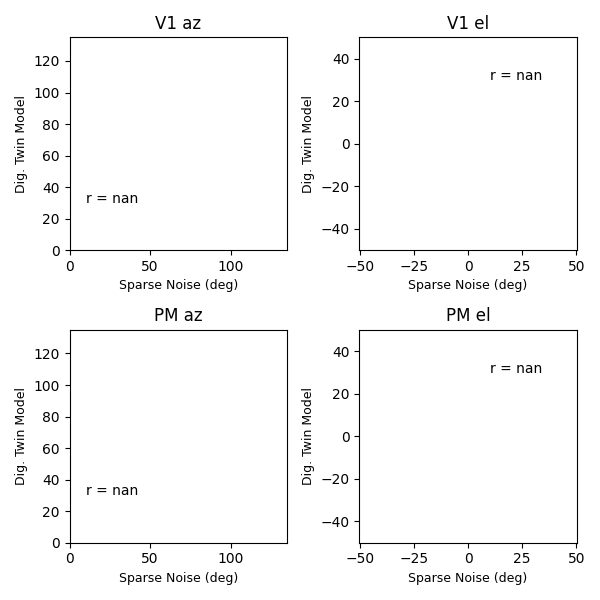 V1 az
120
100
80
60
40
20
0
Dig. Twin Model
r = nan
0 50 100
Sparse Noise (deg)
V1 el
40
20
0
−20
−40
Dig. Twin Model
r = nan
−50 −25 0 25 50
Sparse Noise (deg)
PM az
120
100
80
60
40
20
0
Dig. Twin Model
r = nan
0 50 100
Sparse Noise (deg)
PM el
40
20
0
−20
−40
Dig. Twin Model
r = nan
−50 −25 0 25 50
Sparse Noise (deg)